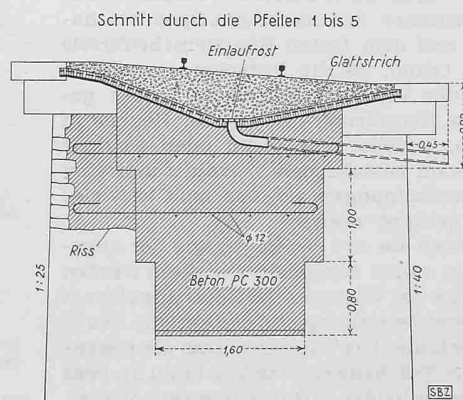 Schnitt durch die Pfeiler 1 bis 5
Einlaufrost
Glattstrich
0,45
1,00
Riss
φ 12
1:25
Beton PC 300
0,80
1:40
1,60
SBZ